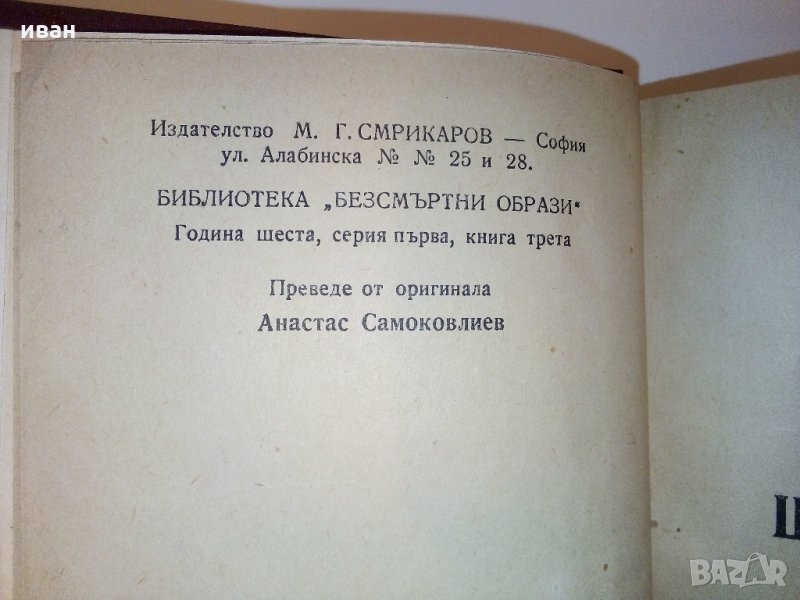 иван
Издателство М. Г. СМРИКАРОВ — София
ул. Алабинска № № 25 и 28.
БИБЛИОТЕКА „БЕЗСМЪРТНИ ОБРАЗИ“
Година шеста, серия първа, книга трета
Преведе от оригинала
Анастас Самоковлиев
BAZAR